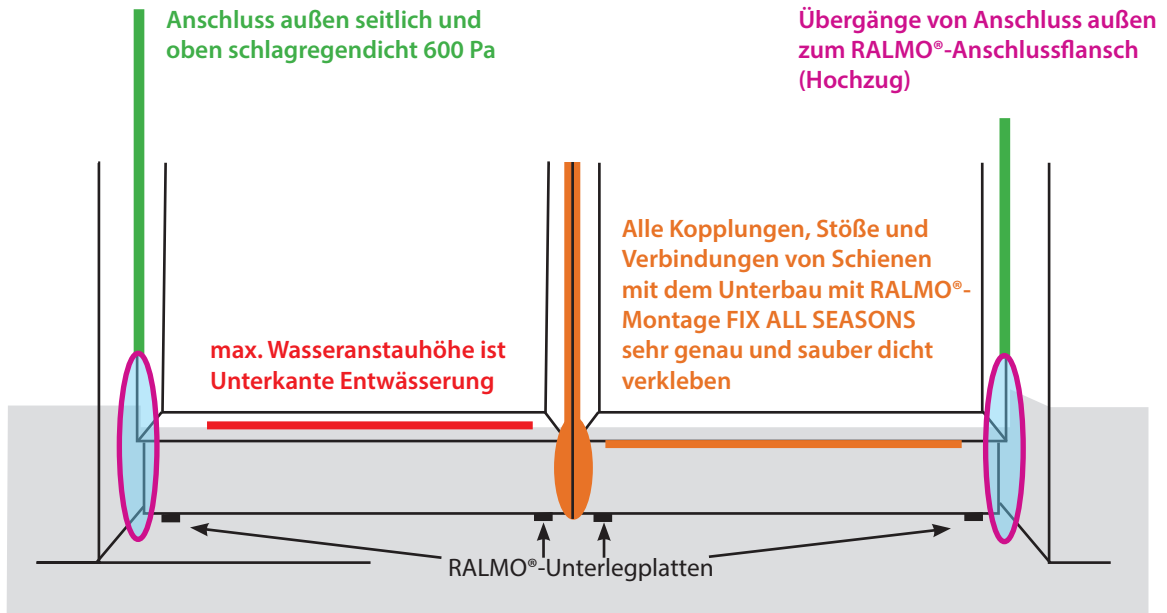 Anschluss außen seitlich und
oben schlagregendicht 600 Pa
Übergänge von Anschluss außen
zum RALMO®-Anschlussflansch
(Hochzug)
Alle Kopplungen, Stöße und
Verbindungen von Schienen
mit dem Unterbau mit RALMO®-
Montage FIX ALL SEASONS
sehr genau und sauber dicht
verkleben
max. Wasseranstauhöhe ist
Unterkante Entwässerung
RALMO®-Unterlegplatten